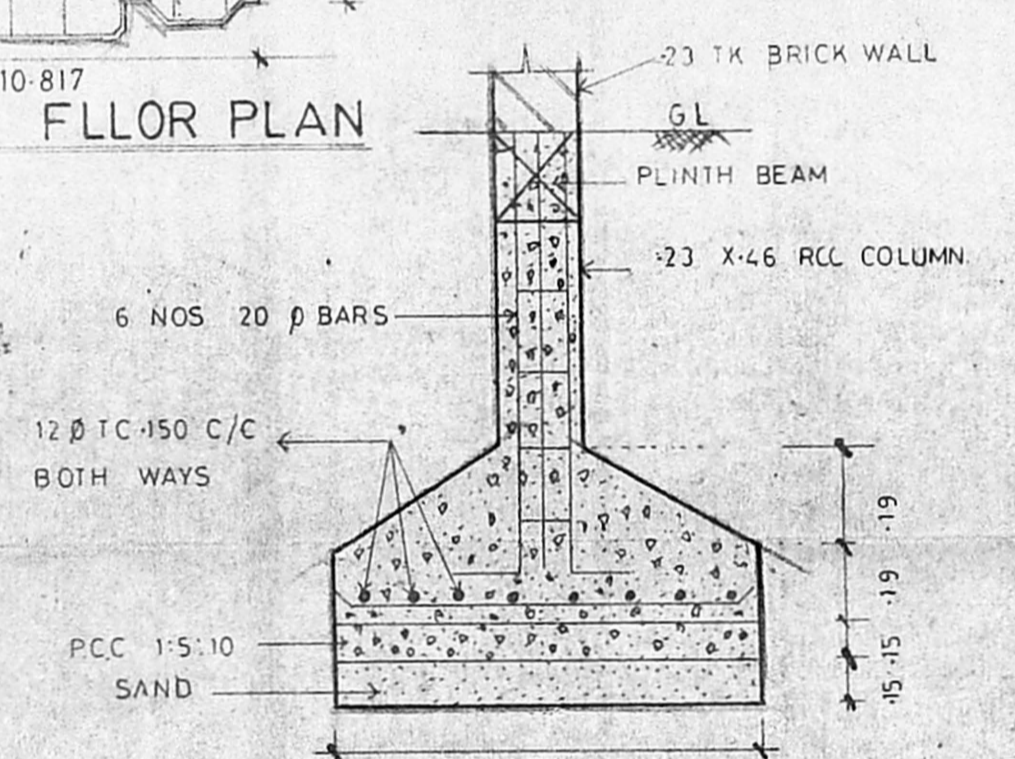 10·817
FLLOR PLAN
·23 TK BRICK WALL
GL
PLINTH BEAM
·23 X·46 RCC COLUMN.
6 NOS 20 Ø BARS
12 Ø TC ·150 C/C
BOTH WAYS
·19
·19
P.C.C 1:5:10
·15
SAND
·15